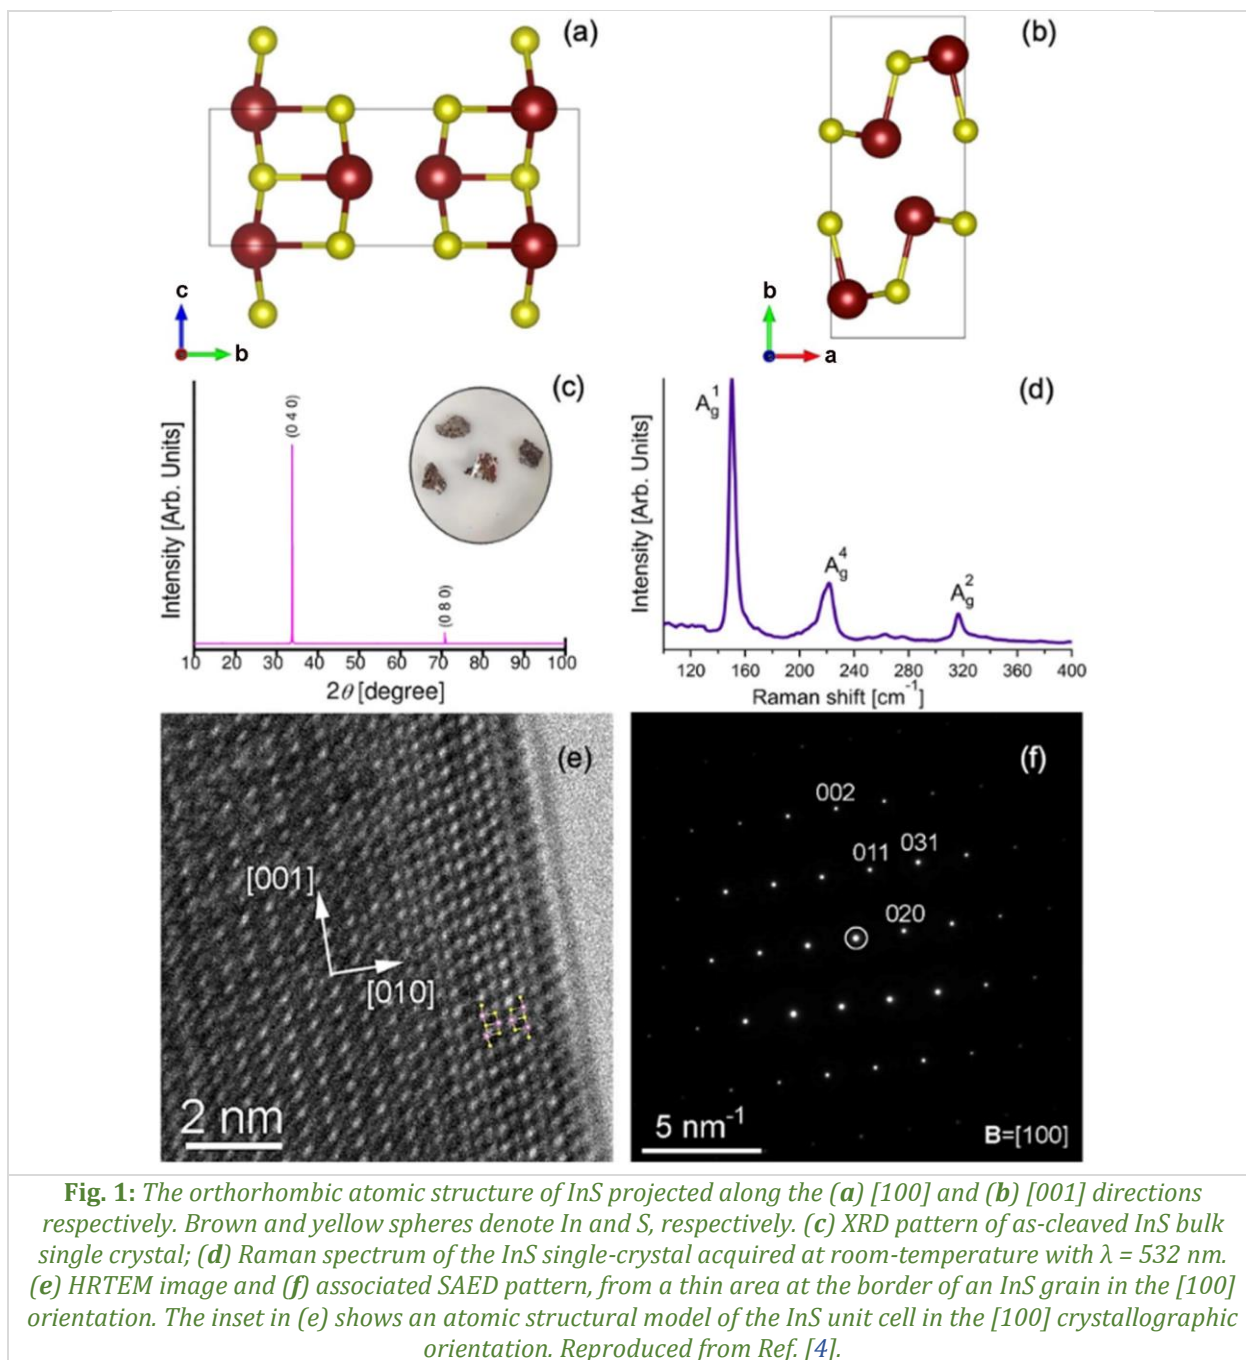 (a)
(b)
c
b
b
a
(c)
Intensity [Arb. Units]
(0 4 0)
(0 8 0)
10 20 30 40 50 60 70 80 90 100
2θ [degree]
(d)
Intensity [Arb. Units]
A_g^1
A_g^4
A_g^2
120 160 200 240 280 320 360 400
Raman shift [cm⁻¹]
(e)
[001]
[010]
2 nm
(f)
002
011 031
020
5 nm⁻¹
B=[100]
Fig. 1: The orthorhombic atomic structure of InS projected along the (a) [100] and (b) [001] directions
respectively. Brown and yellow spheres denote In and S, respectively. (c) XRD pattern of as-cleaved InS bulk
single crystal; (d) Raman spectrum of the InS single-crystal acquired at room-temperature with λ = 532 nm.
(e) HRTEM image and (f) associated SAED pattern, from a thin area at the border of an InS grain in the [100]
orientation. The inset in (e) shows an atomic structural model of the InS unit cell in the [100] crystallographic
orientation. Reproduced from Ref. [4].